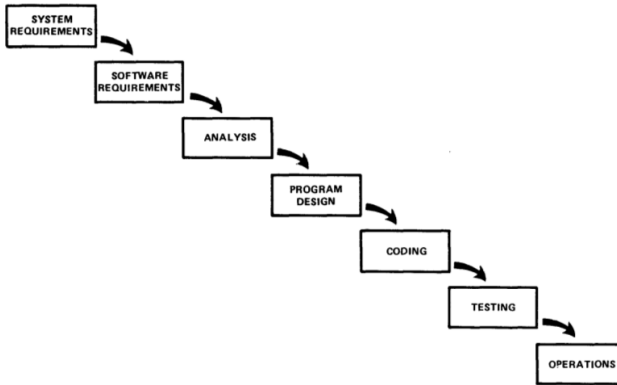 SYSTEM
REQUIREMENTS
SOFTWARE
REQUIREMENTS
ANALYSIS
PROGRAM
DESIGN
CODING
TESTING
OPERATIONS